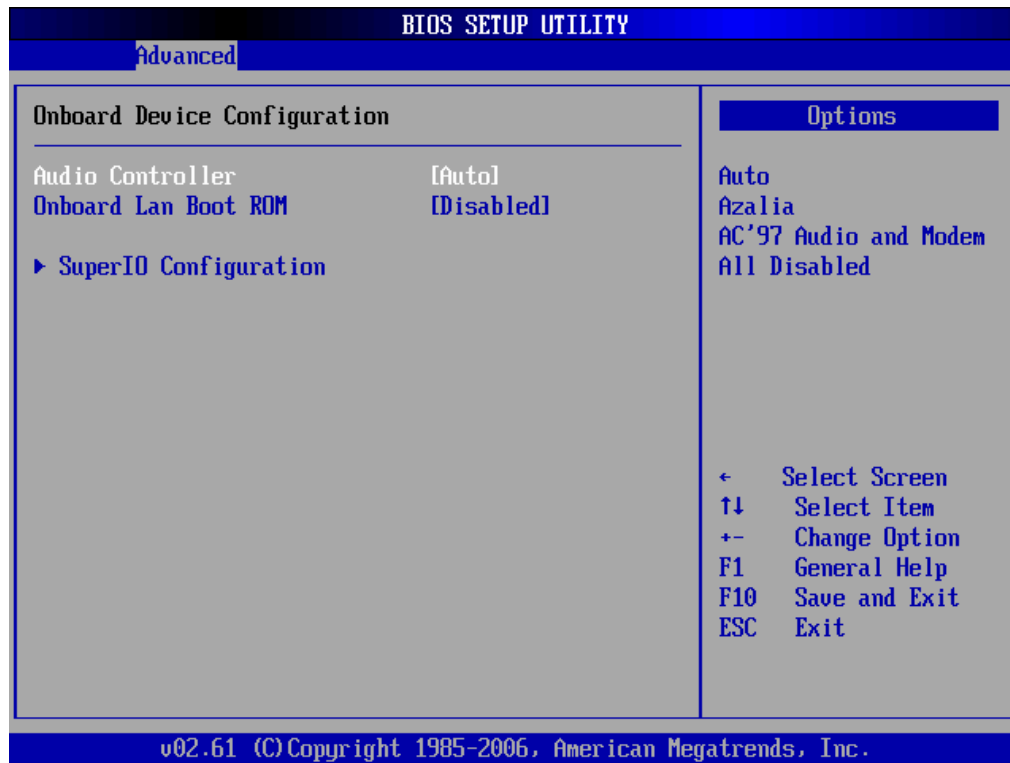 BIOS SETUP UTILITY
Advanced
Onboard Device Configuration
Audio Controller [Auto]
Onboard Lan Boot ROM [Disabled]
▶ SuperIO Configuration
Options
Auto
Azalia
AC'97 Audio and Modem
All Disabled
← Select Screen
↑↓ Select Item
+- Change Option
F1 General Help
F10 Save and Exit
ESC Exit
v02.61 (C)Copyright 1985-2006, American Megatrends, Inc.